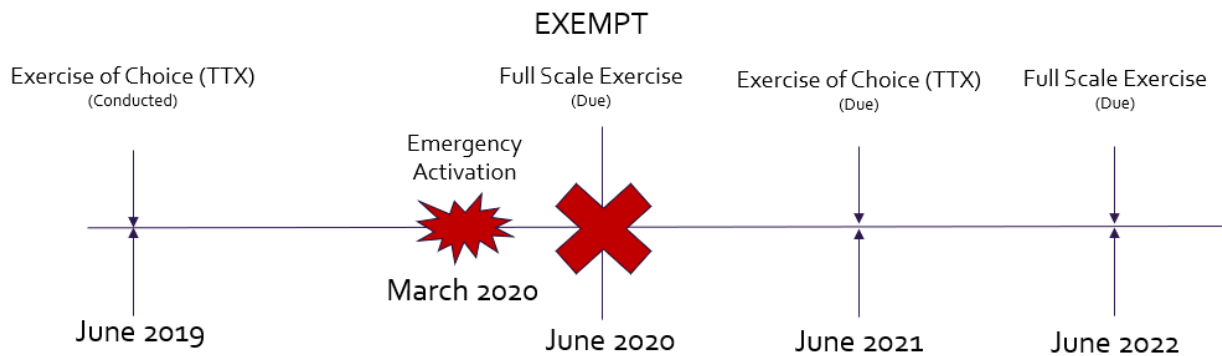 EXEMPT
Exercise of Choice (TTX)
(Conducted)
Full Scale Exercise
(Due)
Exercise of Choice (TTX)
(Due)
Full Scale Exercise
(Due)
Emergency
Activation
March 2020
June 2019
June 2020
June 2021
June 2022